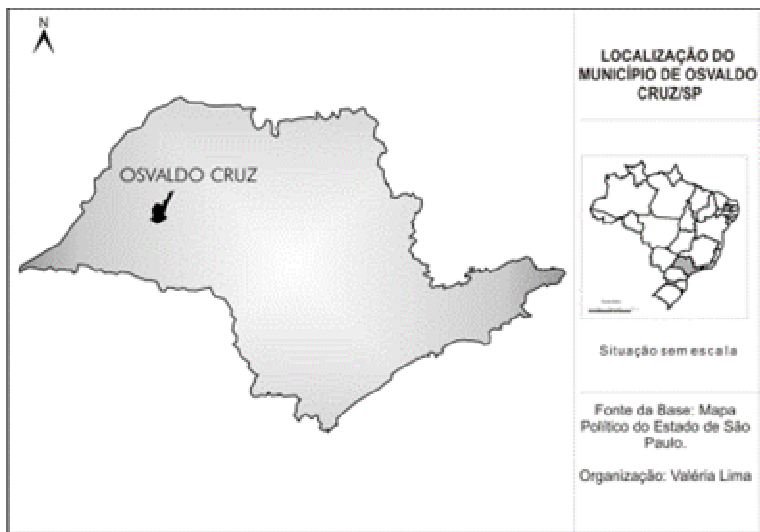 N
OSVALDO CRUZ
LOCALIZAÇÃO DO
MUNICÍPIO DE OSVALDO
CRUZ/SP
Situação sem escala
Fonte da Base: Mapa
Político do Estado de São
Paulo.
Organização: Valéria Lima